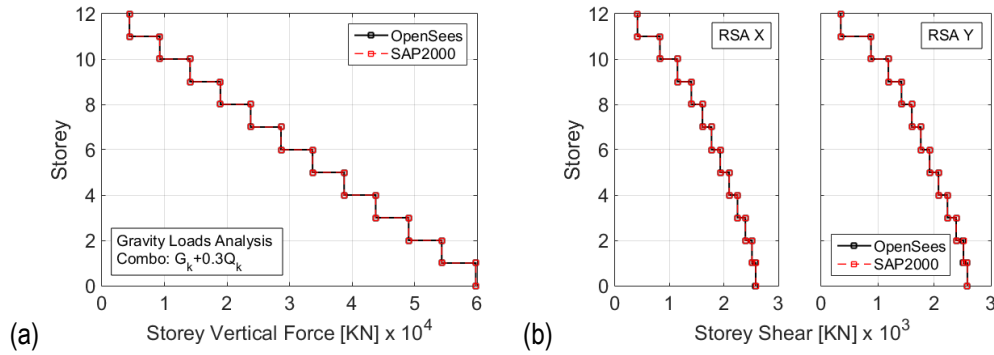 12
10
8
6
4
2
0
Storey
OpenSees
SAP2000
Gravity Loads Analysis
Combo: Gk+0.3Qk
0 1 2 3 4 5 6
(a) Storey Vertical Force [KN] x 10^4
12
10
8
6
4
2
0
Storey
RSA X
0 1 2 3
RSA Y
OpenSees
SAP2000
0 1 2 3
(b) Storey Shear [KN] x 10^3